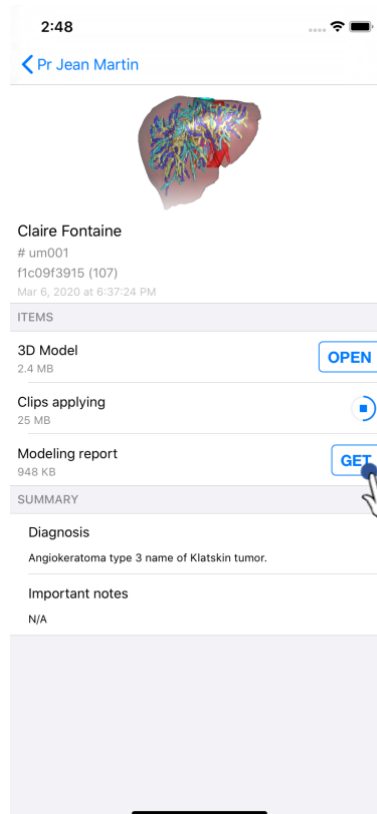 2:48
Pr Jean Martin
Claire Fontaine
# um001
f1c09f3915 (107)
Mar 6, 2020 at 6:37:24 PM
ITEMS
3D Model
OPEN
2.4 MB
Clips applying
25 MB
Modeling report
GET
948 KB
SUMMARY
Diagnosis
Angiokeratoma type 3 name of Klatskin tumor.
Important notes
N/A